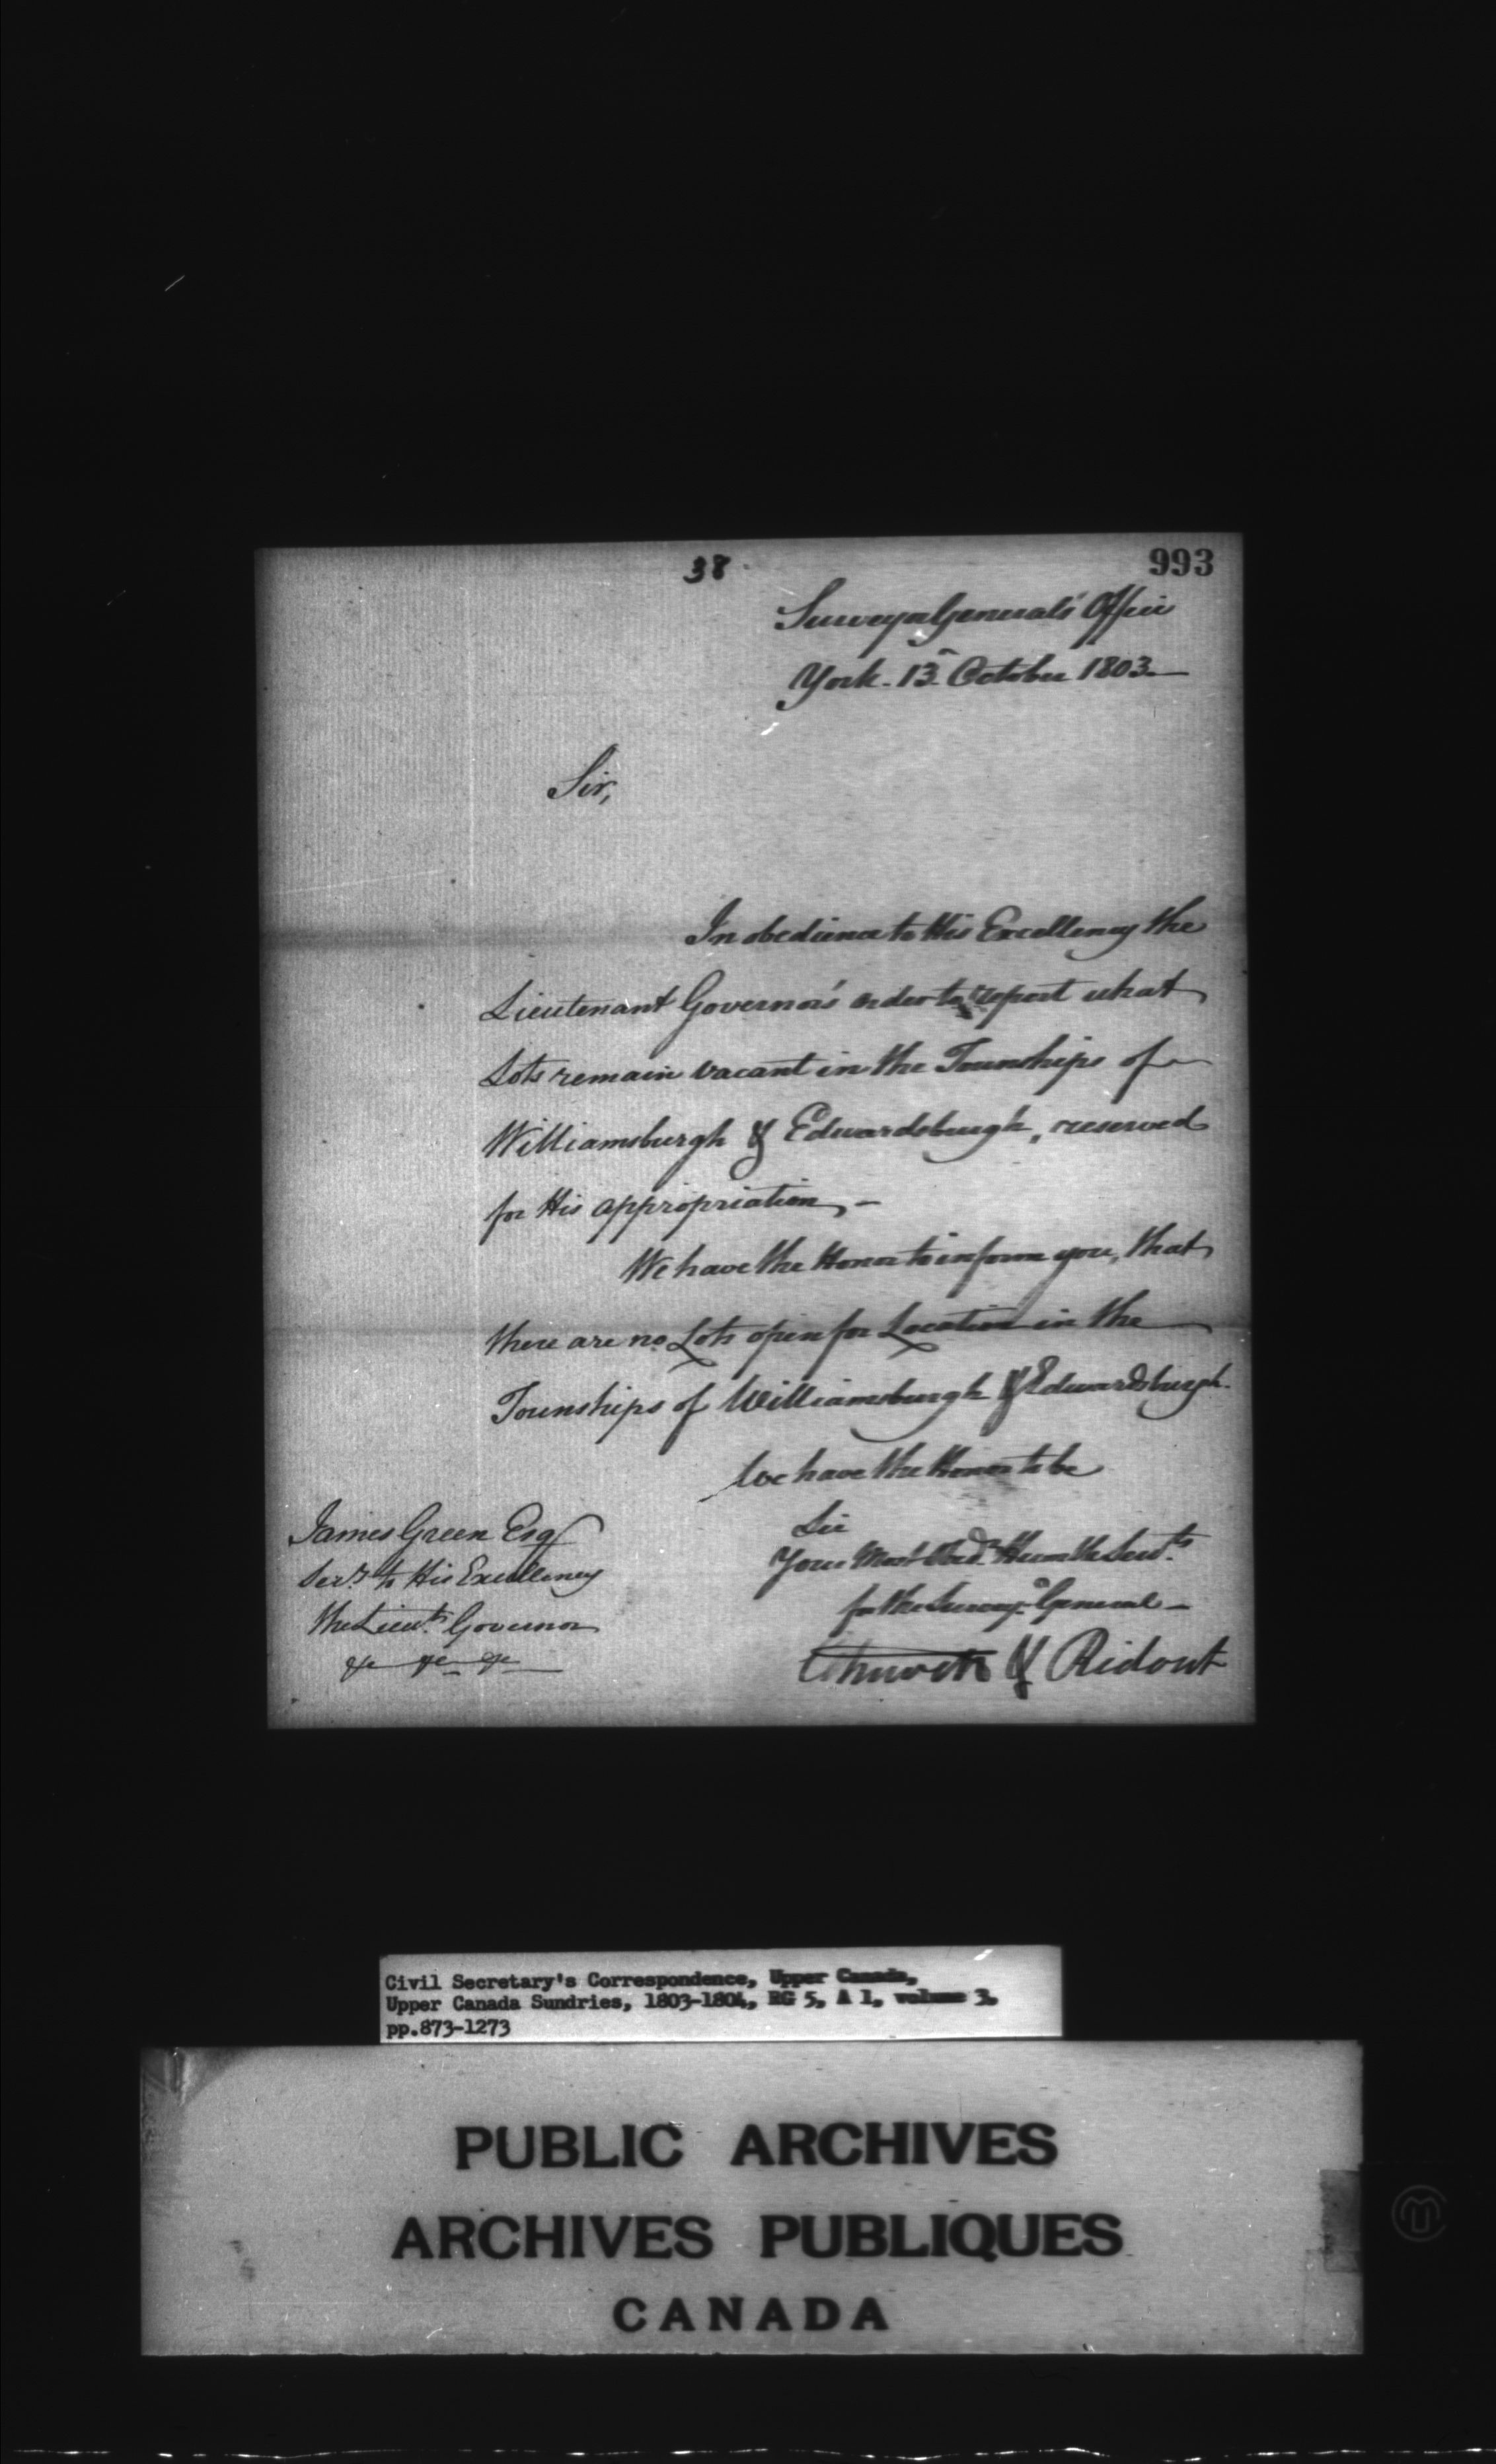 38
993
Surveyor General's Office
York. 13 October 1803.
Sir,
In obedience to His Excellency the
Lieutenant Governor's order to report what
Lots remain vacant in the Townships of
Williamsburgh & Edwardsburgh, reserved
for His appropriation, -
We have the Honor to inform you, that
there are no Lots open for Location in the
Townships of Williamsburgh & Edwardsburgh.
We have the Honor to be
Sir
Your Most Obed. Humble Serv.ts
for the Survey.r General -
& Ridout
James Green Esq
Secy. to His Excellency
the Lieut. Governor
&c &c &c
Civil Secretary's Correspondence, Upper Canada,
Upper Canada Sundries, 1803-1804, RG 5, A 1, volume 3,
pp.873-1273
PUBLIC ARCHIVES
ARCHIVES PUBLIQUES
CANADA